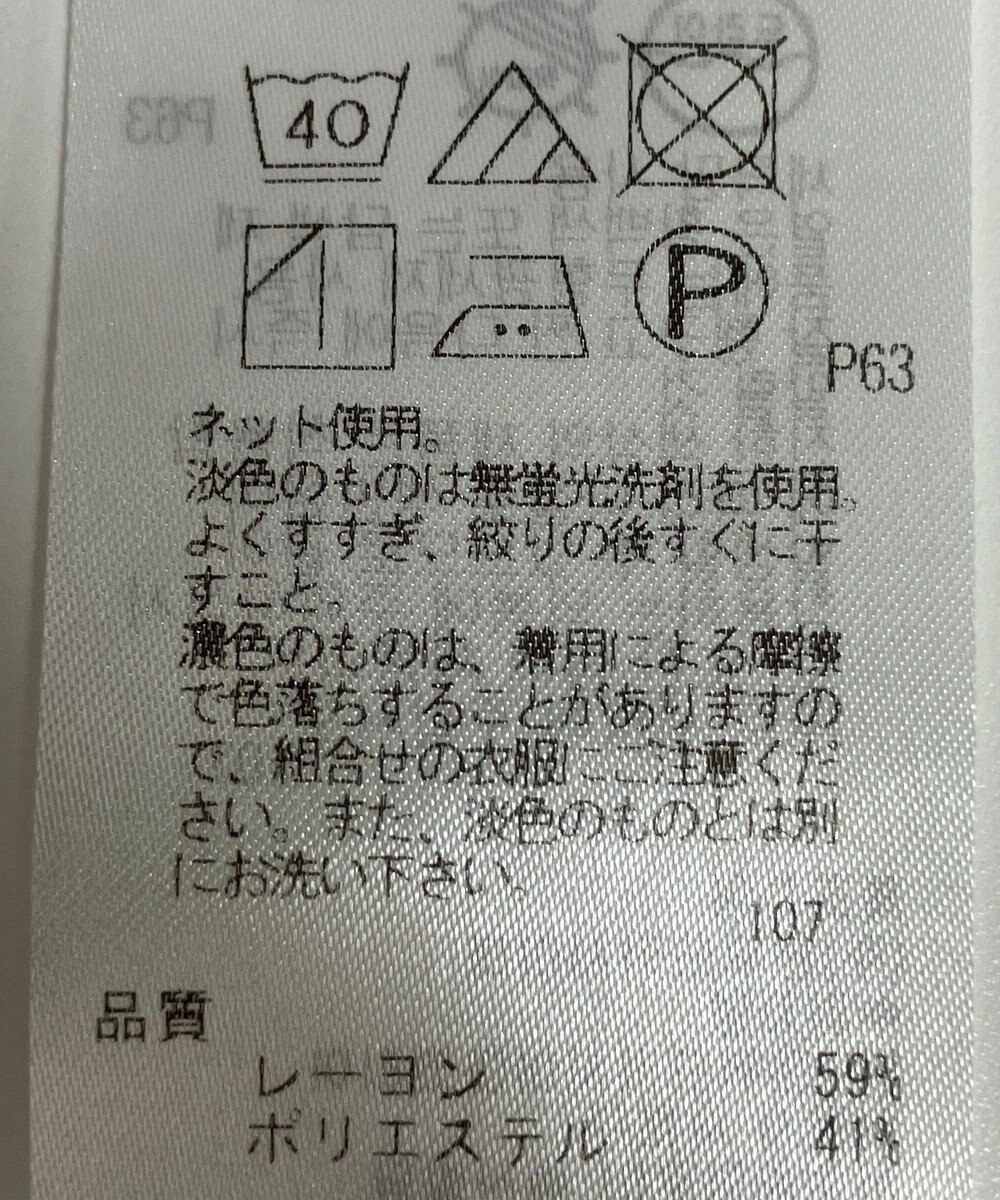 40
P
P63
ネット使用。
淡色のものは無蛍光洗剤を使用。
よくすすぎ、絞りの後すぐに干
すこと。
濃色のものは、着用による摩擦
で色落ちすることがありますの
で、組合せの衣服にご注意くだ
さい。また、淡色のものとは別
にお洗い下さい。
107
品質
レーヨン 59%
ポリエステル 41%